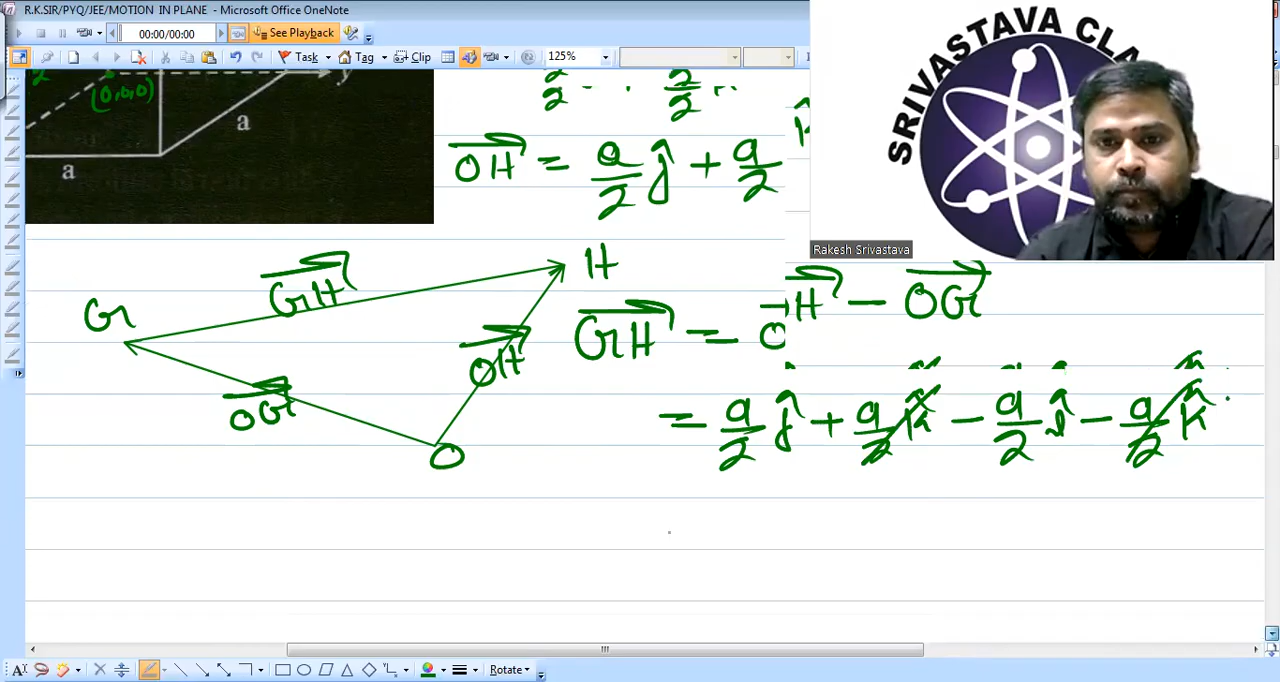 R.K.SIR/PYQ/JEE/MOTION IN PLANE - Microsoft Office OneNote
00:00/00:00 See Playback
Task Tag Clip 125%
SRIVASTAVA CLA
2 (0,0,0) y
a
a
OH = a/2 ĵ + a/2 k̂
Rakesh Srivastava
G GH H
GH = OH - OG
OG OH
O
= a/2 ĵ + a/2 k̂ - a/2 î - a/2 k̂
Rotate